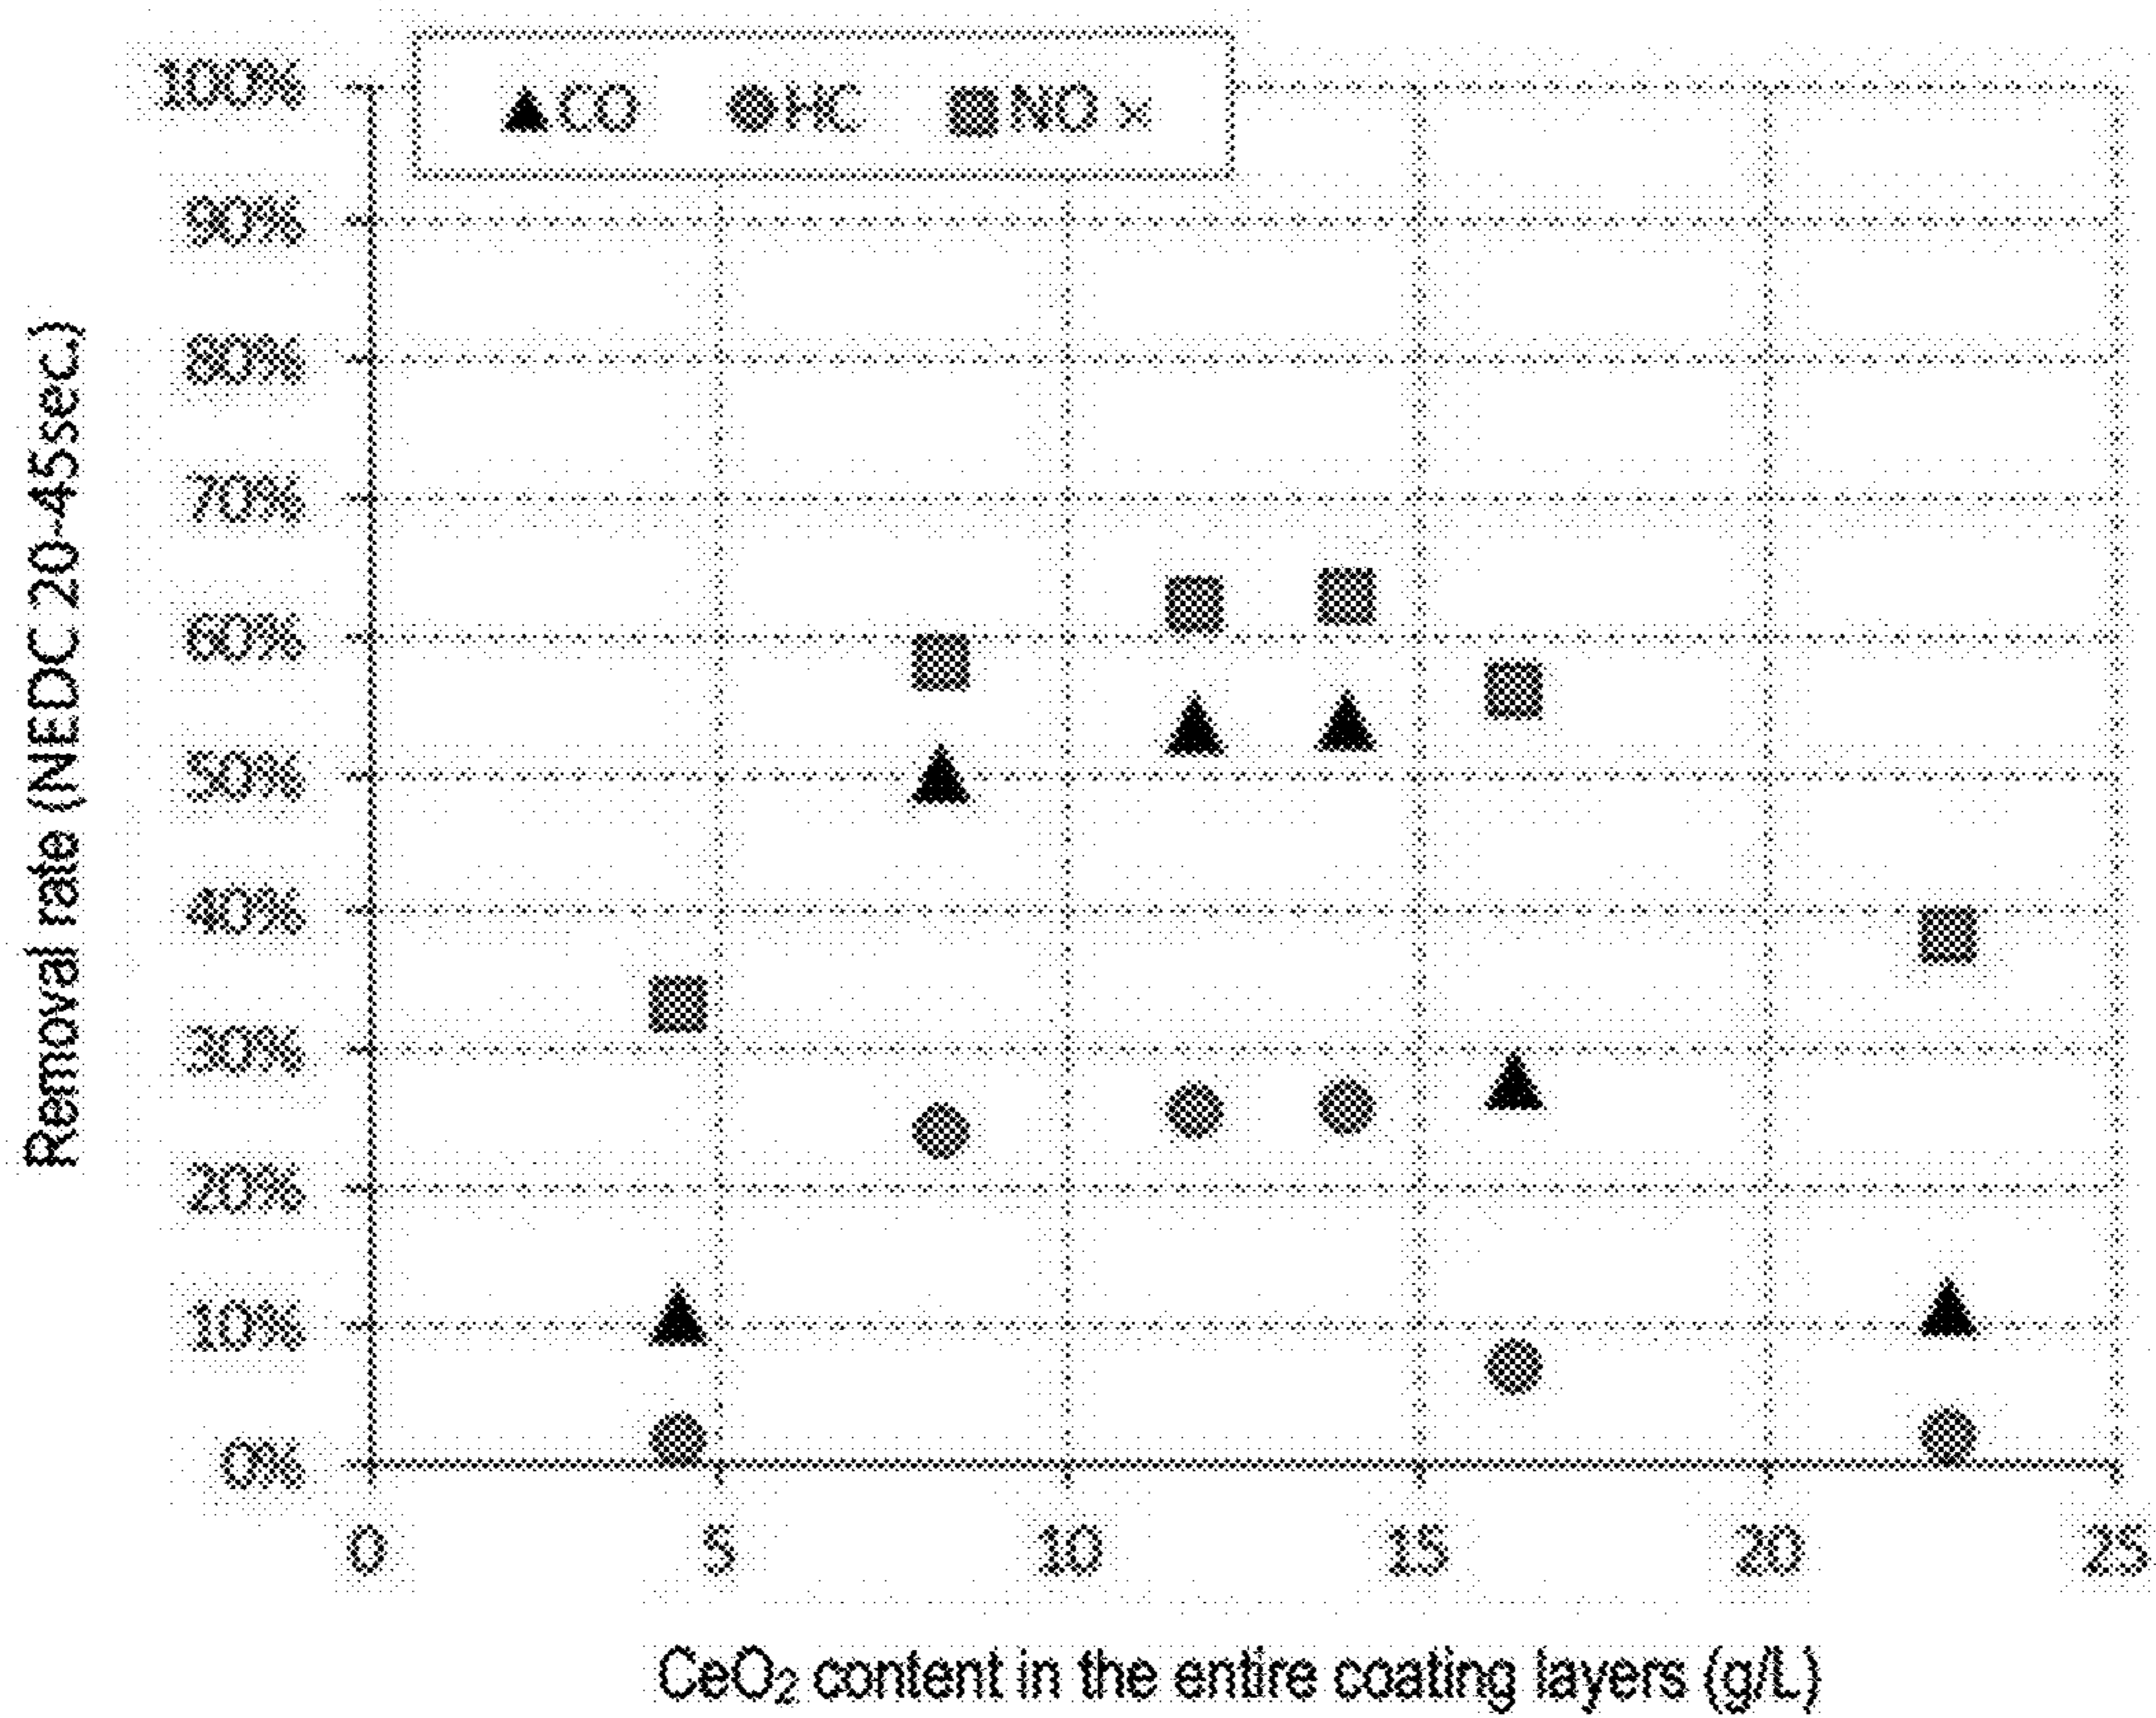 CO HC NO x
100%
90%
80%
70%
60%
50%
40%
30%
20%
10%
0%
Removal rate (NEDC 20-45sec.)
0 5 10 15 20 25
CeO₂ content in the entire coating layers (g/L)